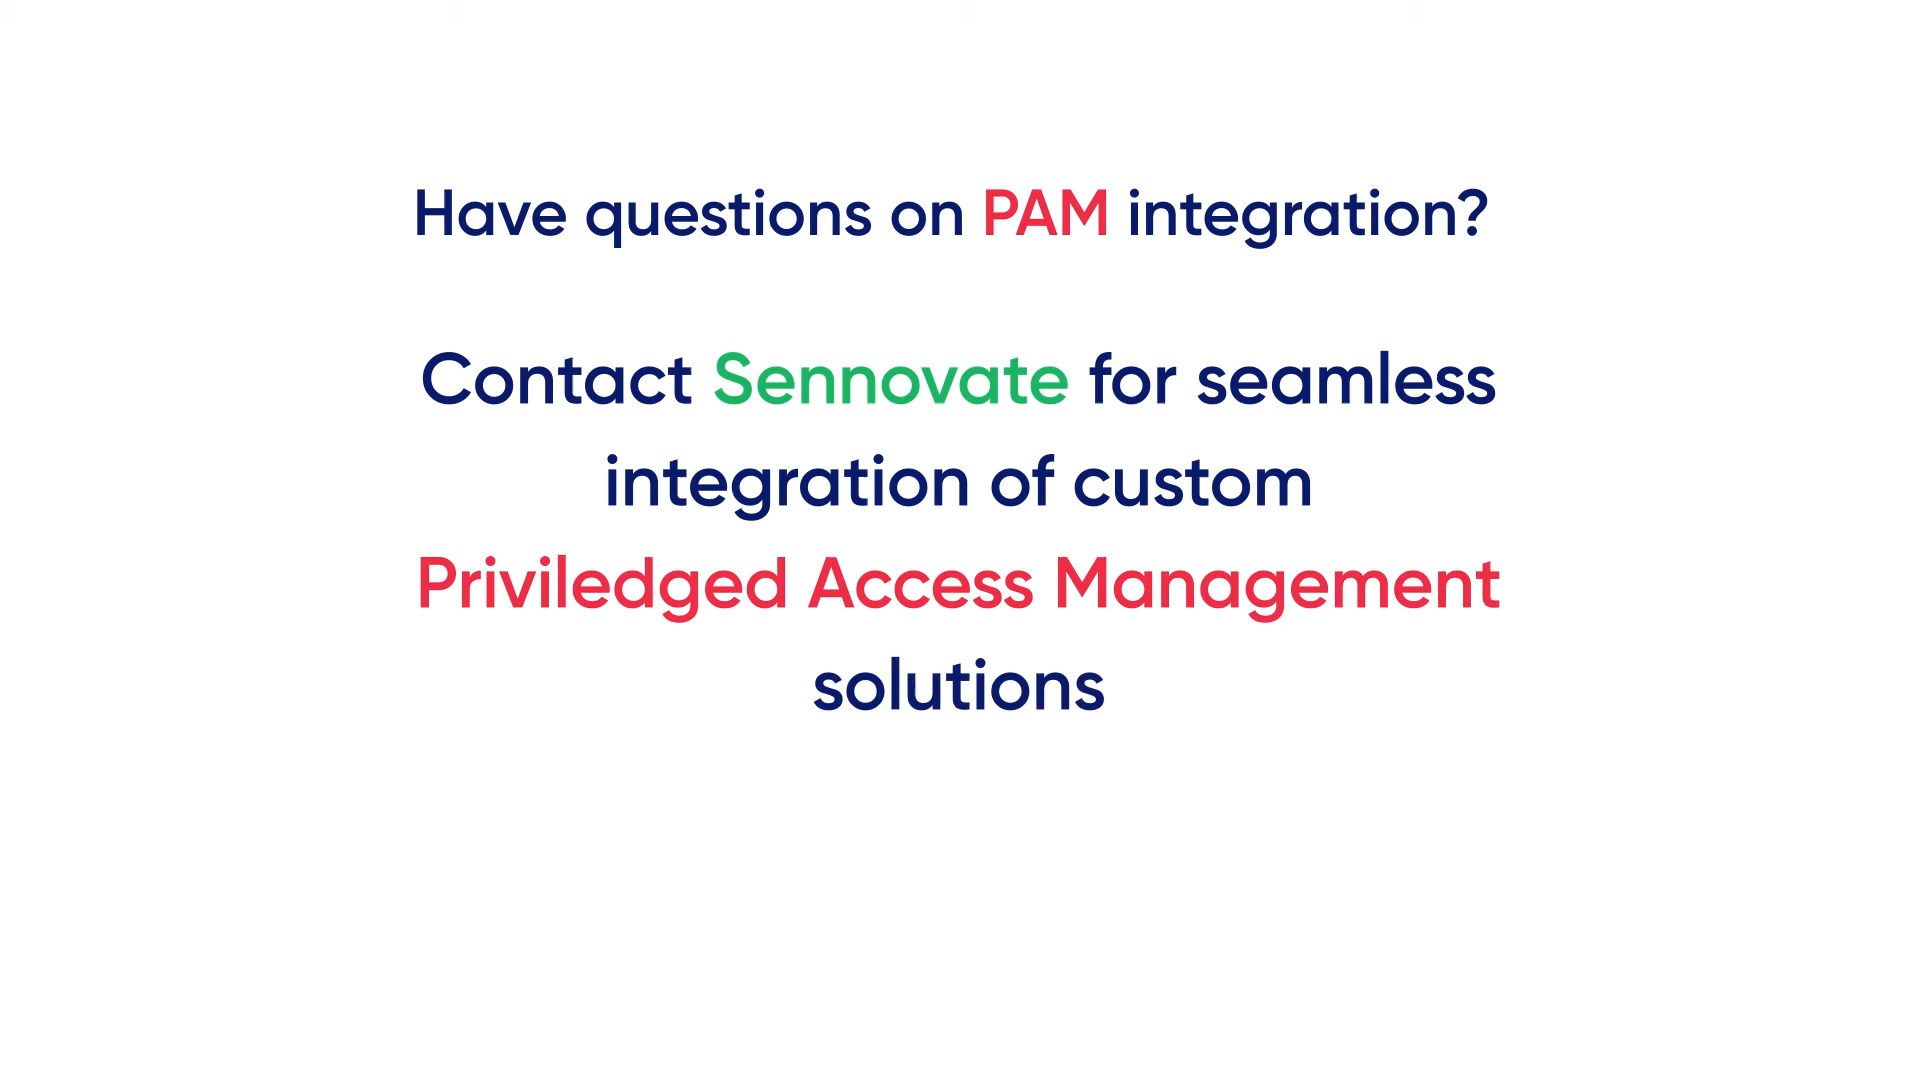 Have questions on PAM integration?
Contact Sennovate for seamless
integration of custom
Priviledged Access Management
solutions